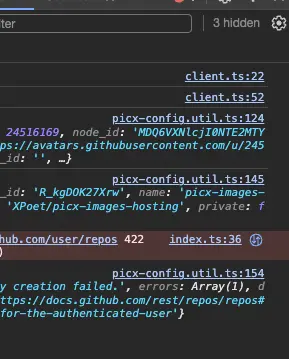 lter
3 hidden
client.ts:22
client.ts:52
picx-config.util.ts:124
24516169, node_id: 'MDQ6VXNlcjI0NTE2MTY
ps://avatars.githubusercontent.com/u/245
_id: '', …}
picx-config.util.ts:145
_id: 'R_kgDOK27Xrw', name: 'picx-images-
'XPoet/picx-images-hosting', private: f
hub.com/user/repos 422 index.ts:36
)
picx-config.util.ts:154
y creation failed.', errors: Array(1), d
ttps://docs.github.com/rest/repos/repos#
for-the-authenticated-user'}